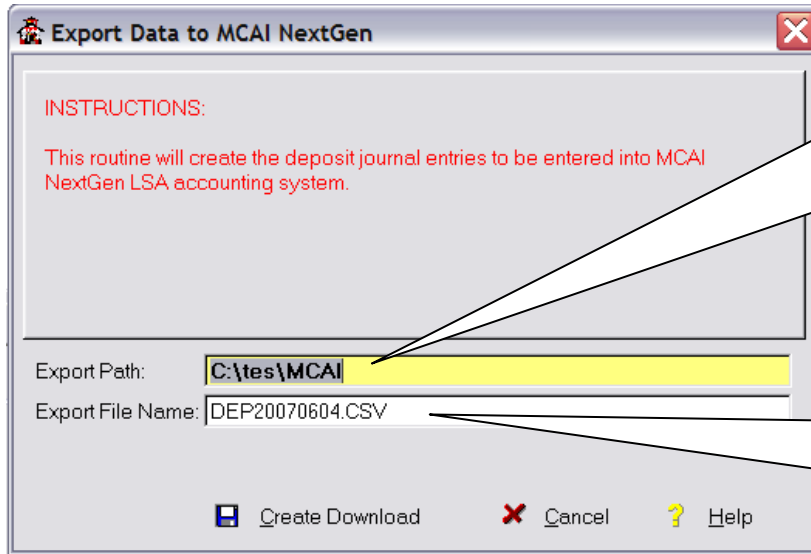 Export Data to MCAI NextGen
INSTRUCTIONS:
This routine will create the deposit journal entries to be entered into MCAI
NextGen LSA accounting system.
Export Path: C:\tes\MCAI
Export File Name: DEP20070604.CSV
Create Download Cancel ? Help